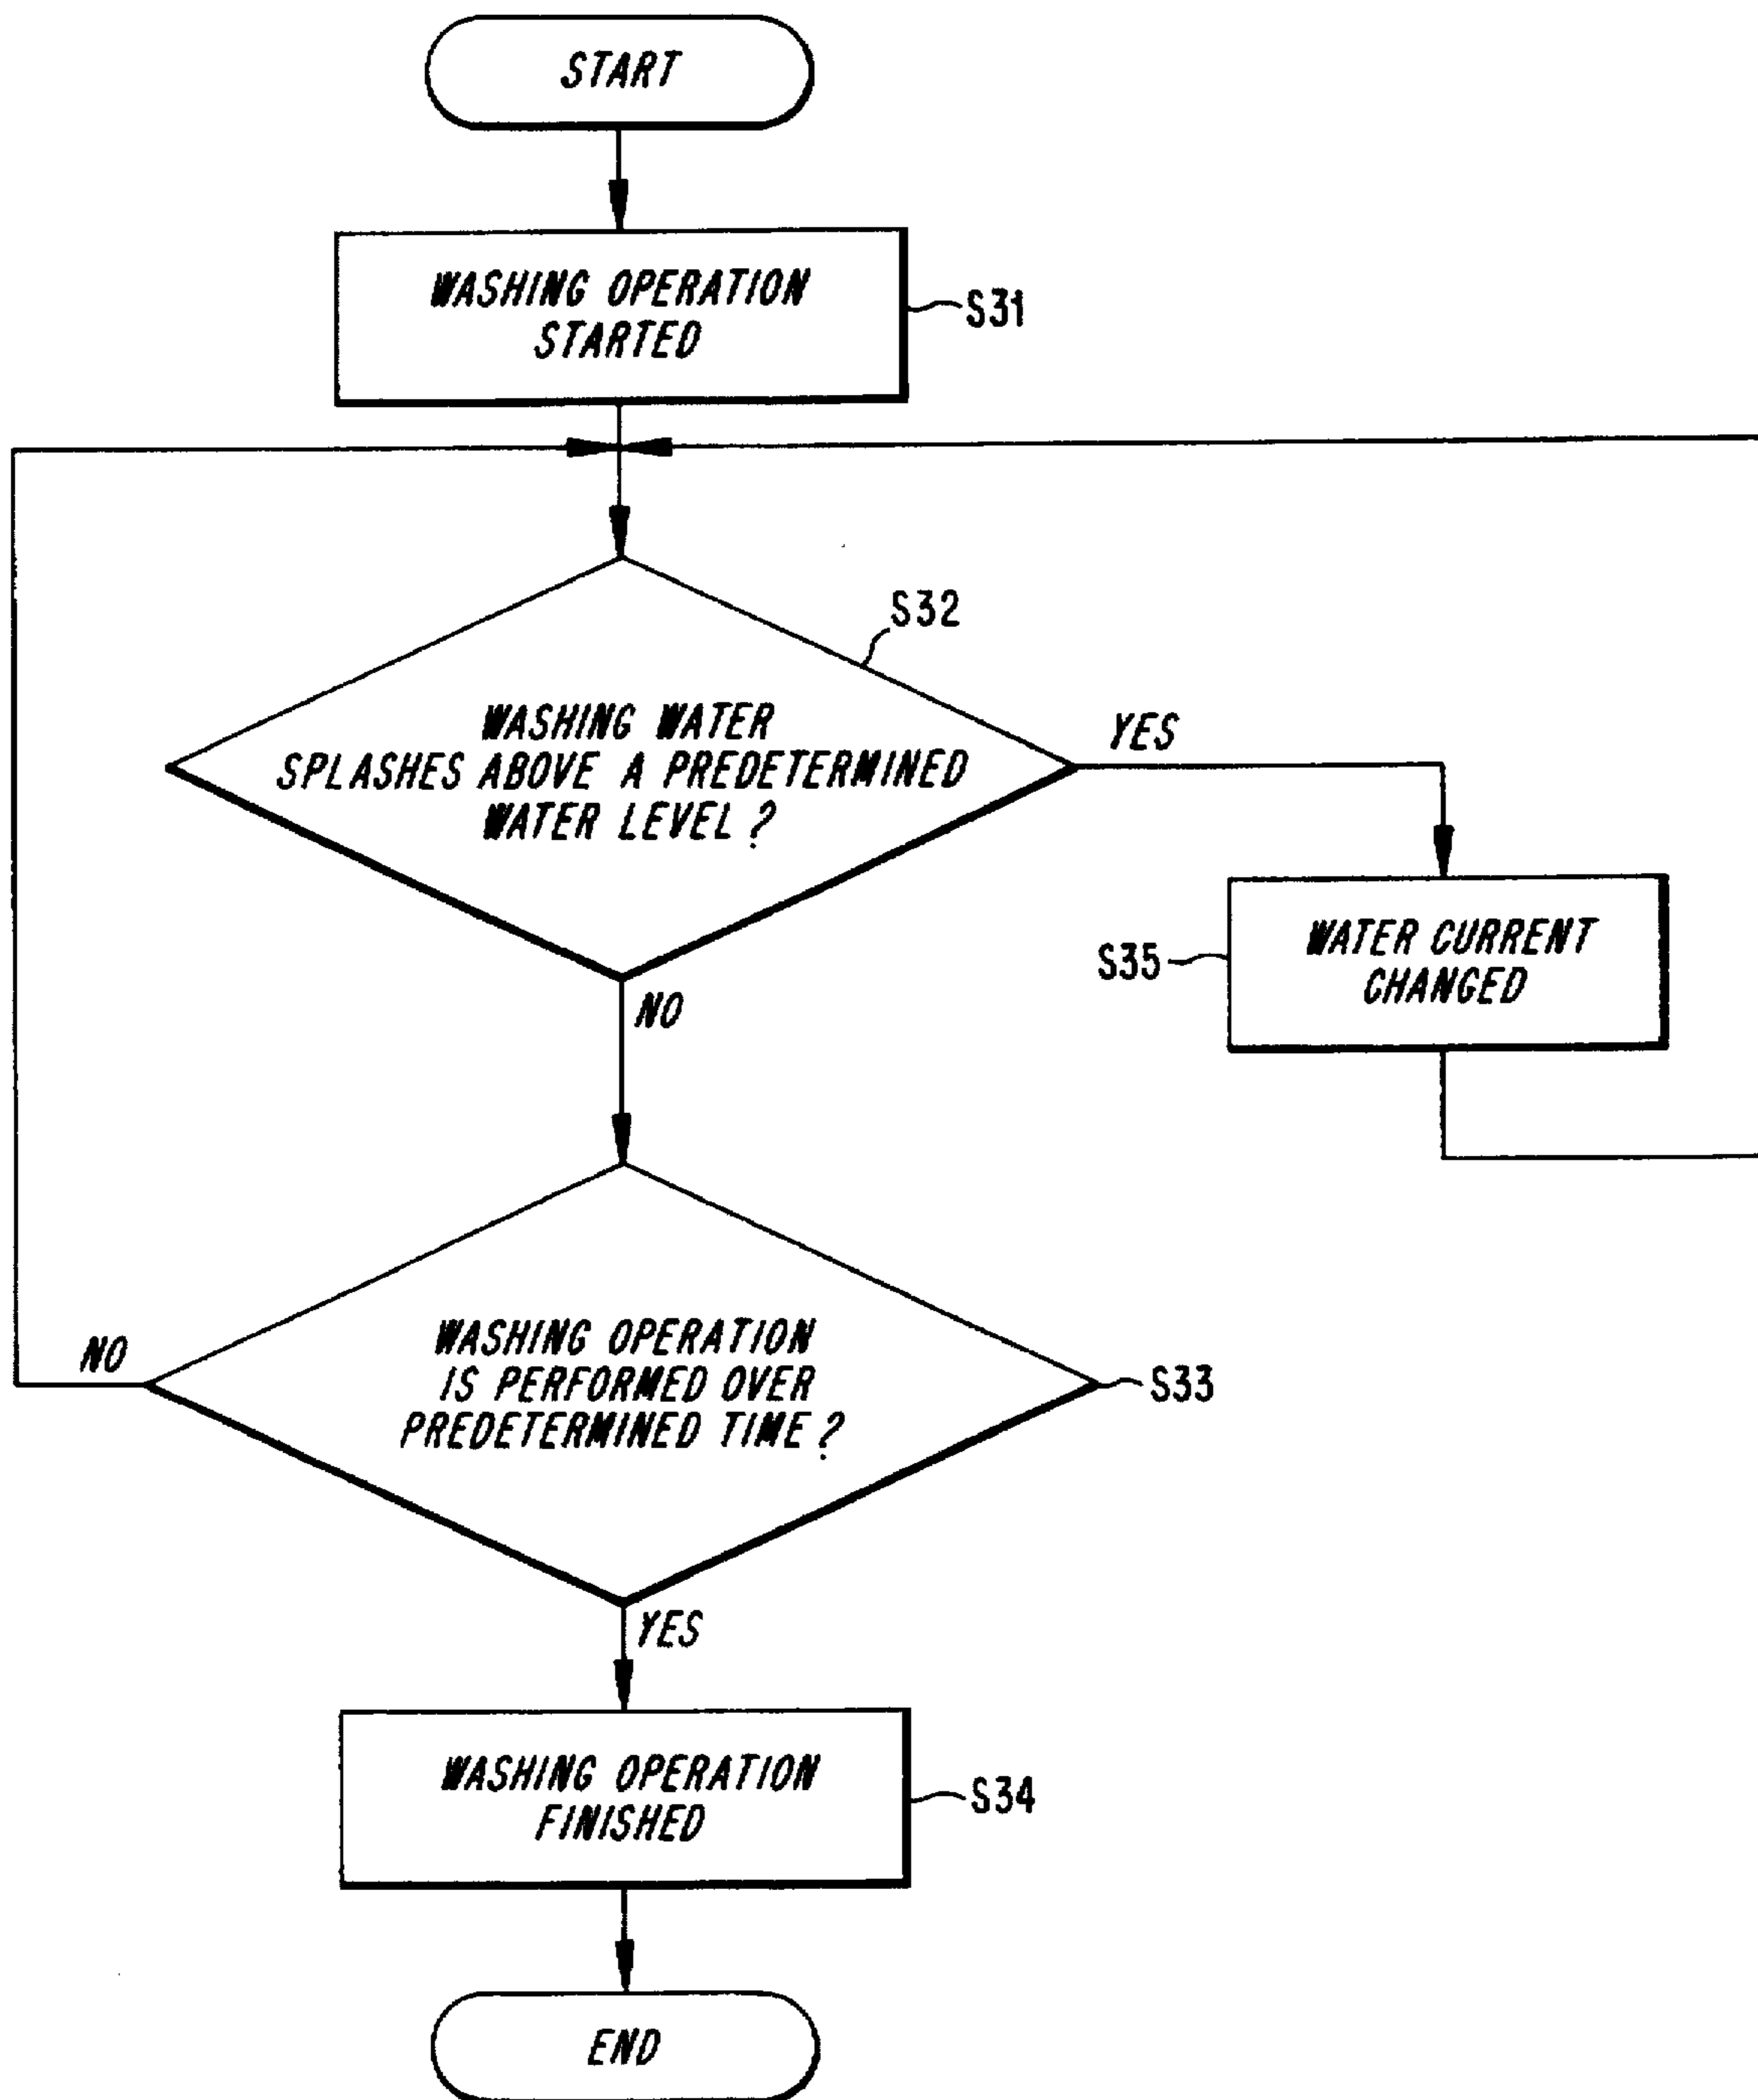 START
WASHING OPERATION
STARTED
S31
S32
WASHING WATER
SPLASHES ABOVE A PREDETERMINED
WATER LEVEL?
YES
WATER CURRENT
CHANGED
S35
NO
WASHING OPERATION
IS PERFORMED OVER
PREDETERMINED TIME?
NO
S33
YES
WASHING OPERATION
FINISHED
S34
END